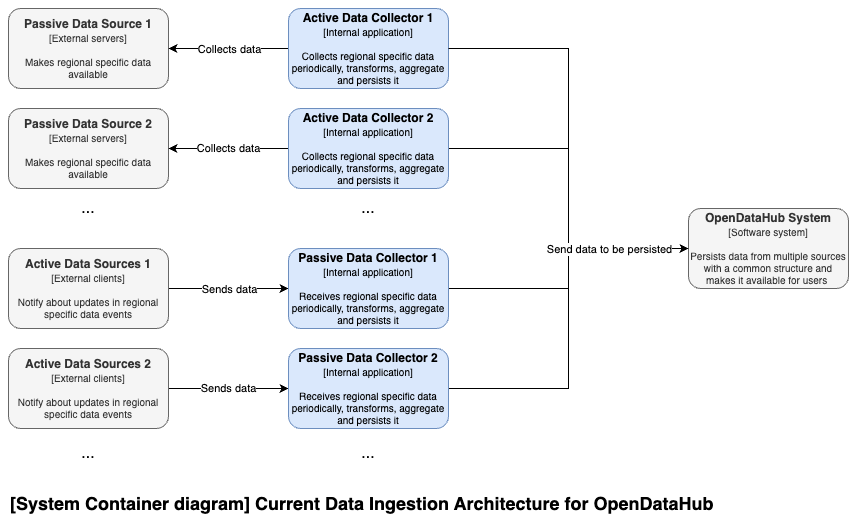 Passive Data Source 1
[External servers]
Makes regional specific data
available
Collects data
Active Data Collector 1
[Internal application]
Collects regional specific data
periodically, transforms, aggregate
and persists it
Passive Data Source 2
[External servers]
Makes regional specific data
available
Collects data
Active Data Collector 2
[Internal application]
Collects regional specific data
periodically, transforms, aggregate
and persists it
...
...
Active Data Sources 1
[External clients]
Notify about updates in regional
specific data events
Sends data
Passive Data Collector 1
[Internal application]
Receives regional specific data
periodically, transforms, aggregate
and persists it
Send data to be persisted
OpenDataHub System
[Software system]
Persists data from multiple sources
with a common structure and
makes it available for users
Active Data Sources 2
[External clients]
Notify about updates in regional
specific data events
Sends data
Passive Data Collector 2
[Internal application]
Receives regional specific data
periodically, transforms, aggregate
and persists it
...
...
[System Container diagram] Current Data Ingestion Architecture for OpenDataHub